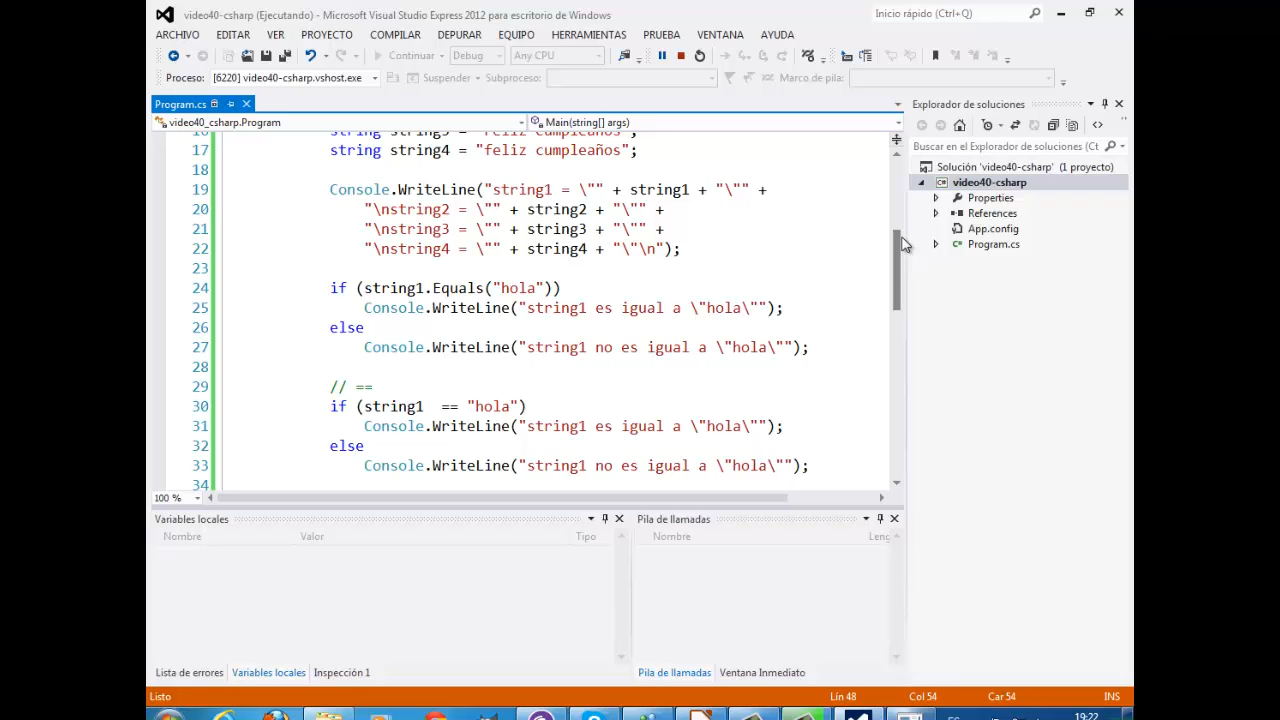 video40-csharp (Ejecutando) - Microsoft Visual Studio Express 2012 para escritorio de Windows
Inicio rápido (Ctrl+Q)
ARCHIVO EDITAR VER PROYECTO COMPILAR DEPURAR EQUIPO HERRAMIENTAS PRUEBA VENTANA AYUDA
Continuar Debug Any CPU
Proceso: [6220] video40-csharp.vshost.exe Suspender Subproceso: Marco de pila:
Program.cs
Explorador de soluciones
video40_csharp.Program
Main(string[] args)
Buscar en el Explorador de soluciones (Ct
Solución 'video40-csharp' (1 proyecto)
video40-csharp
Properties
References
App.config
Program.cs
16 string string3 = "Feliz cumpleaños";
17 string string4 = "feliz cumpleaños";
18
19 Console.WriteLine("string1 = \"" + string1 + "\"" +
20 "\nstring2 = \"" + string2 + "\"" +
21 "\nstring3 = \"" + string3 + "\"" +
22 "\nstring4 = \"" + string4 + "\"\n");
23
24 if (string1.Equals("hola"))
25 Console.WriteLine("string1 es igual a \"hola\"");
26 else
27 Console.WriteLine("string1 no es igual a \"hola\"");
28
29 // ==
30 if (string1  == "hola")
31 Console.WriteLine("string1 es igual a \"hola\"");
32 else
33 Console.WriteLine("string1 no es igual a \"hola\"");
34
100 %
Variables locales
Nombre Valor Tipo
Pila de llamadas
Nombre Leng
Lista de errores Variables locales Inspección 1
Pila de llamadas Ventana Inmediato
Listo Lín 48 Col 54 Car 54 INS
19:22